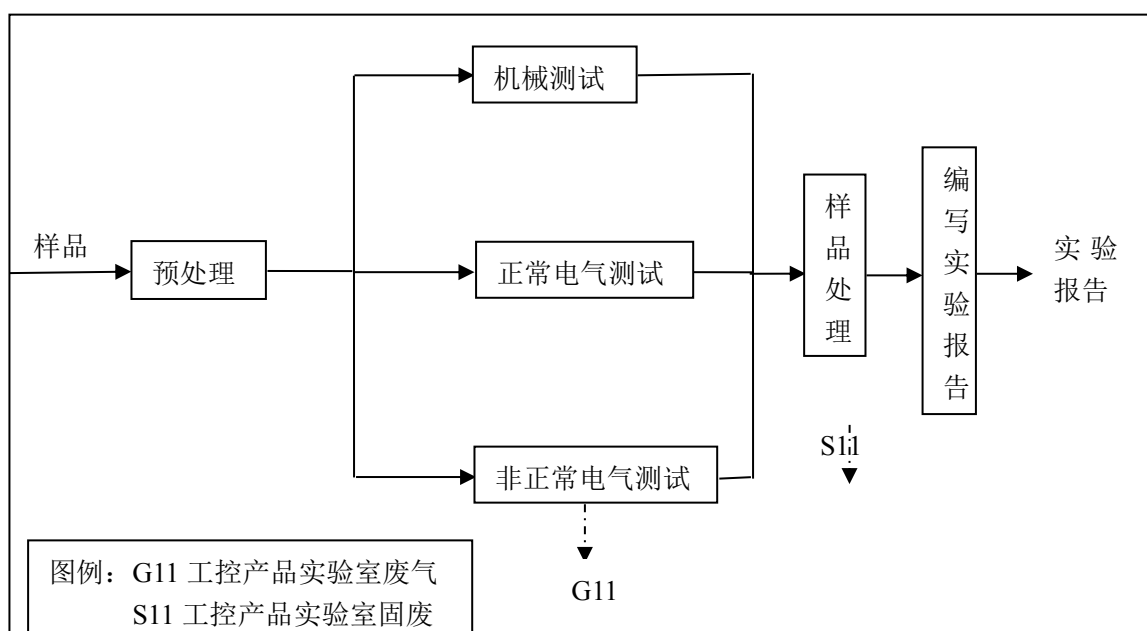 机械测试
样品
预处理
正常电气测试
非正常电气测试
样
品
处
理
编
写
实
验
报
告
实 验
报告
S11
G11
图例：G11 工控产品实验室废气
S11 工控产品实验室固废